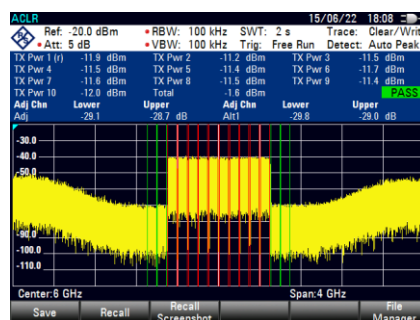 ACLR 15/06/22 18:08
Ref: -20.0 dBm • RBW: 100 kHz SWT: 2 s Trace: Clear/Writ
• Att: 5 dB • VBW: 100 kHz Trig: Free Run Detect: Auto Peak
TX Pwr 1 (r) -11.9 dBm TX Pwr 2 -11.2 dBm TX Pwr 3 -11.5 dBm
TX Pwr 4 -11.5 dBm TX Pwr 5 -11.4 dBm TX Pwr 6 -11.7 dBm
TX Pwr 7 -11.6 dBm TX Pwr 8 -11.5 dBm TX Pwr 9 -11.4 dBm
TX Pwr 10 -12.0 dBm Total -1.6 dBm PASS
Adj Chn Lower Upper Adj Chn Lower Upper
Adj -29.1 -28.7 dB Alt1 -29.8 -29.0 dB
-30.0
-50.0
-90.0
-100.0
-110.0
Center:6 GHz Span:4 GHz
Save Recall Recall Screenshot File Manager